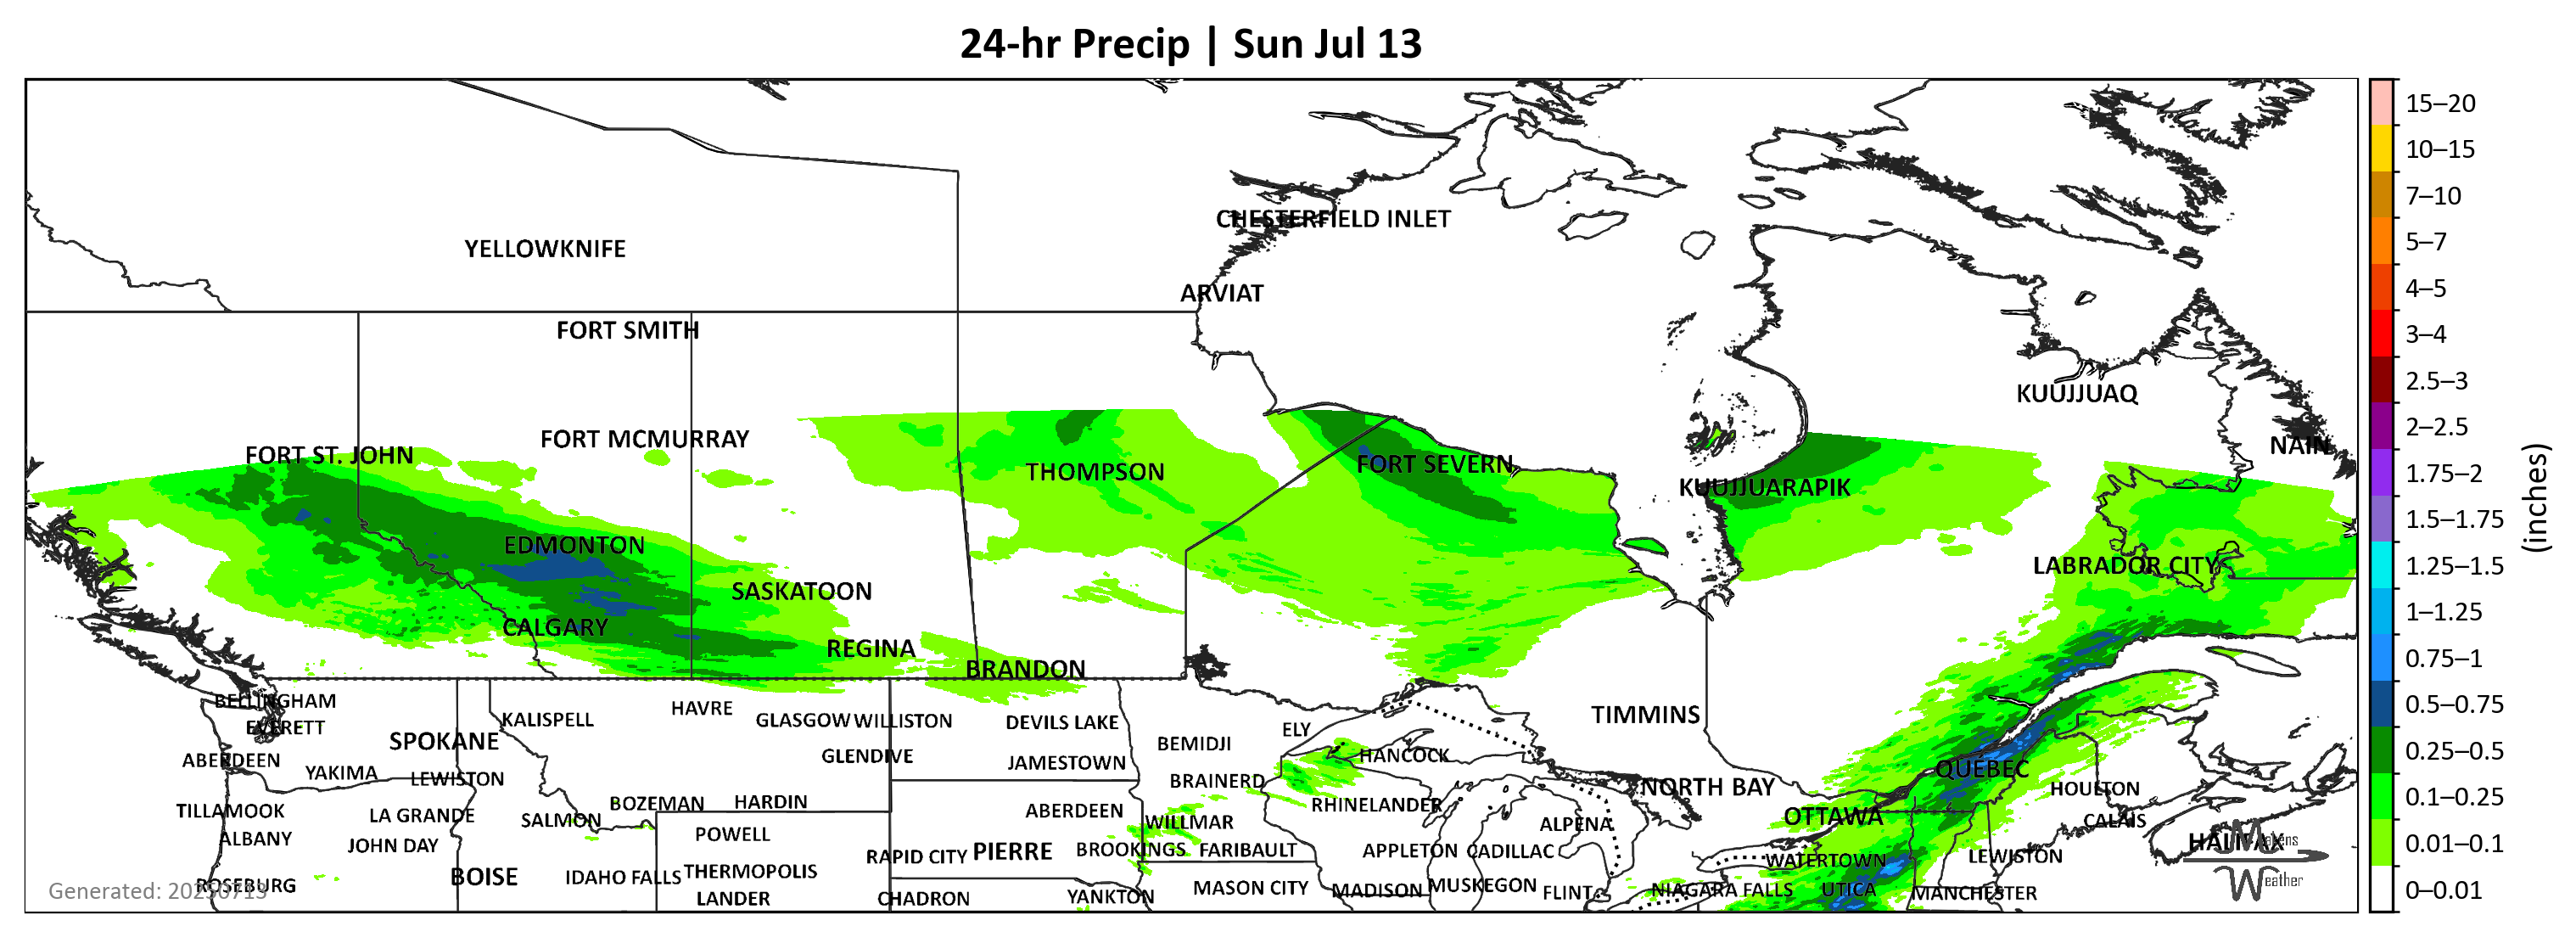 24-hr Precip | Sun Jul 13
CHESTERFIELD INLET
YELLOWKNIFE
ARVIAT
FORT SMITH
KUUJJUAQ
FORT MCMURRAY
NAIN
FORT ST. JOHN
FORT SEVERN
THOMPSON
KUUJJUARAPIK
EDMONTON
LABRADOR CITY
SASKATOON
CALGARY
REGINA
BRANDON
BELLINGHAM
HAVRE
TIMMINS
KALISPELL
GLASGOW WILLISTON
DEVILS LAKE
EVERETT
ELY
SPOKANE
BEMIDJI
GLENDIVE
HANCOCK
ABERDEEN
JAMESTOWN
QUEBEC
YAKIMA
LEWISTON
BRAINERD
NORTH BAY
HOULTON
BOZEMAN
HARDIN
RHINELANDER
TILLAMOOK
LA GRANDE
ABERDEEN
OTTAWA
SALMON
WILLMAR
CALAIS
ALPENA
POWELL
ALBANY
JOHN DAY
HALIFAX
Matens
Weather
BROOKINGS
FARIBAULT
APPLETON
CADILLAC
PIERRE
RAPID CITY
LEWISTON
WATERTOWN
THERMOPOLIS
BOISE
IDAHO FALLS
ROSEBURG
MUSKEGON
MASON CITY
MADISON
NIAGARA FALLS
UTICA
FLINT
MANCHESTER
LANDER
CHADRON
YANKTON
Generated: 20250713
15–20
10–15
7–10
5–7
4–5
3–4
2.5–3
2–2.5
1.75–2
1.5–1.75
1.25–1.5
1–1.25
0.75–1
0.5–0.75
0.25–0.5
0.1–0.25
0.01–0.1
0–0.01
(inches)